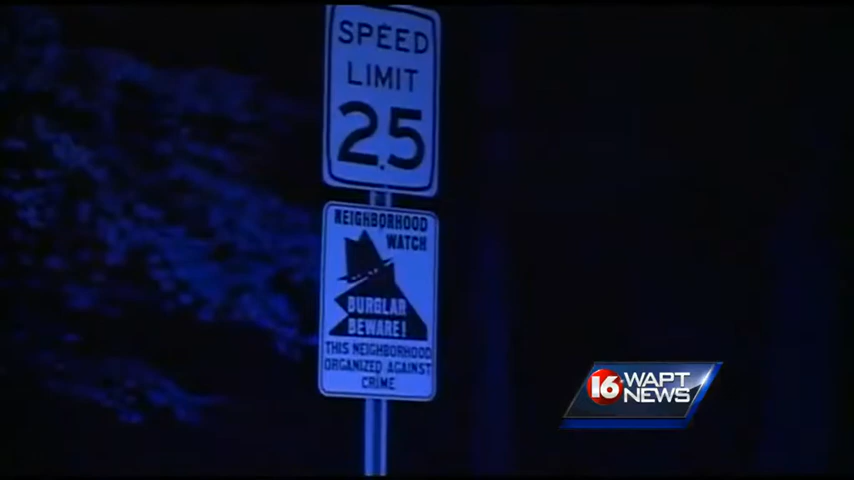 SPEED
LIMIT
25
NEIGHBORHOOD
WATCH
BURGLAR
BEWARE!
THIS NEIGHBORHOOD
ORGANIZED AGAINST
CRIME
16 WAPT
NEWS